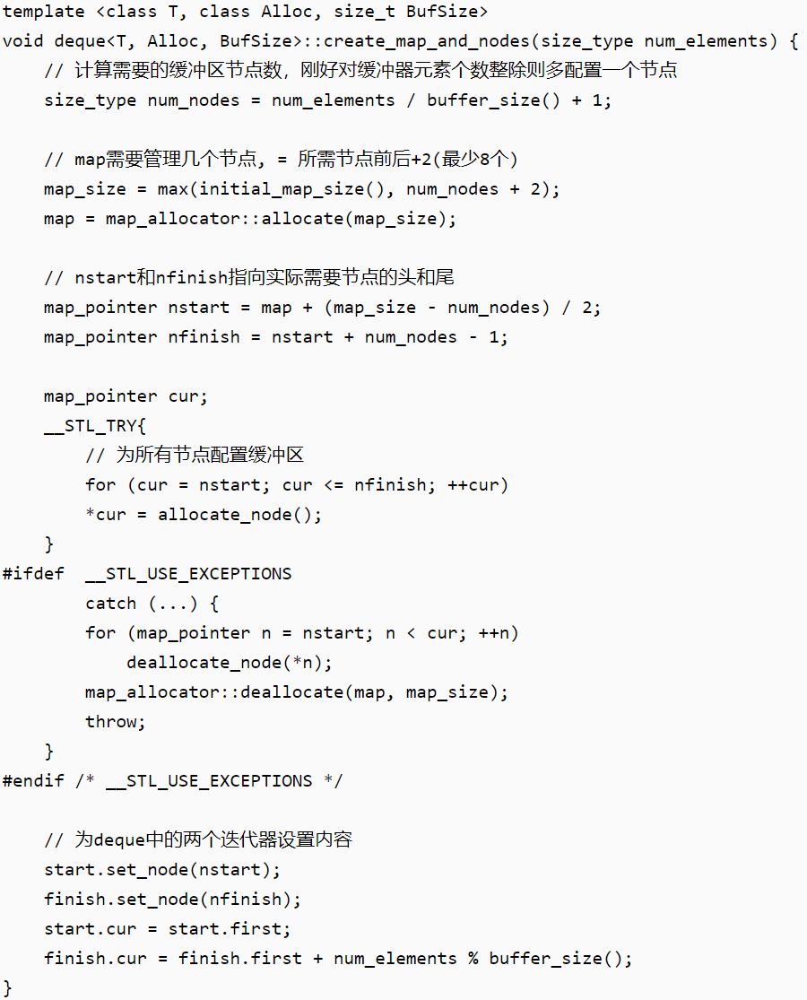 template <class T, class Alloc, size_t BufSize>
void deque<T, Alloc, BufSize>::create_map_and_nodes(size_type num_elements) {
    // 计算需要的缓冲区节点数，刚好对缓冲器元素个数整除则多配置一个节点
    size_type num_nodes = num_elements / buffer_size() + 1;

    // map需要管理几个节点, = 所需节点前后+2(最少8个)
    map_size = max(initial_map_size(), num_nodes + 2);
    map = map_allocator::allocate(map_size);

    // nstart和nfinish指向实际需要节点的头和尾
    map_pointer nstart = map + (map_size - num_nodes) / 2;
    map_pointer nfinish = nstart + num_nodes - 1;

    map_pointer cur;
    __STL_TRY{
        // 为所有节点配置缓冲区
        for (cur = nstart; cur <= nfinish; ++cur)
        *cur = allocate_node();
    }
#ifdef  __STL_USE_EXCEPTIONS
        catch (...) {
        for (map_pointer n = nstart; n < cur; ++n)
            deallocate_node(*n);
        map_allocator::deallocate(map, map_size);
        throw;
    }
#endif /* __STL_USE_EXCEPTIONS */

    // 为deque中的两个迭代器设置内容
    start.set_node(nstart);
    finish.set_node(nfinish);
    start.cur = start.first;
    finish.cur = finish.first + num_elements % buffer_size();
}